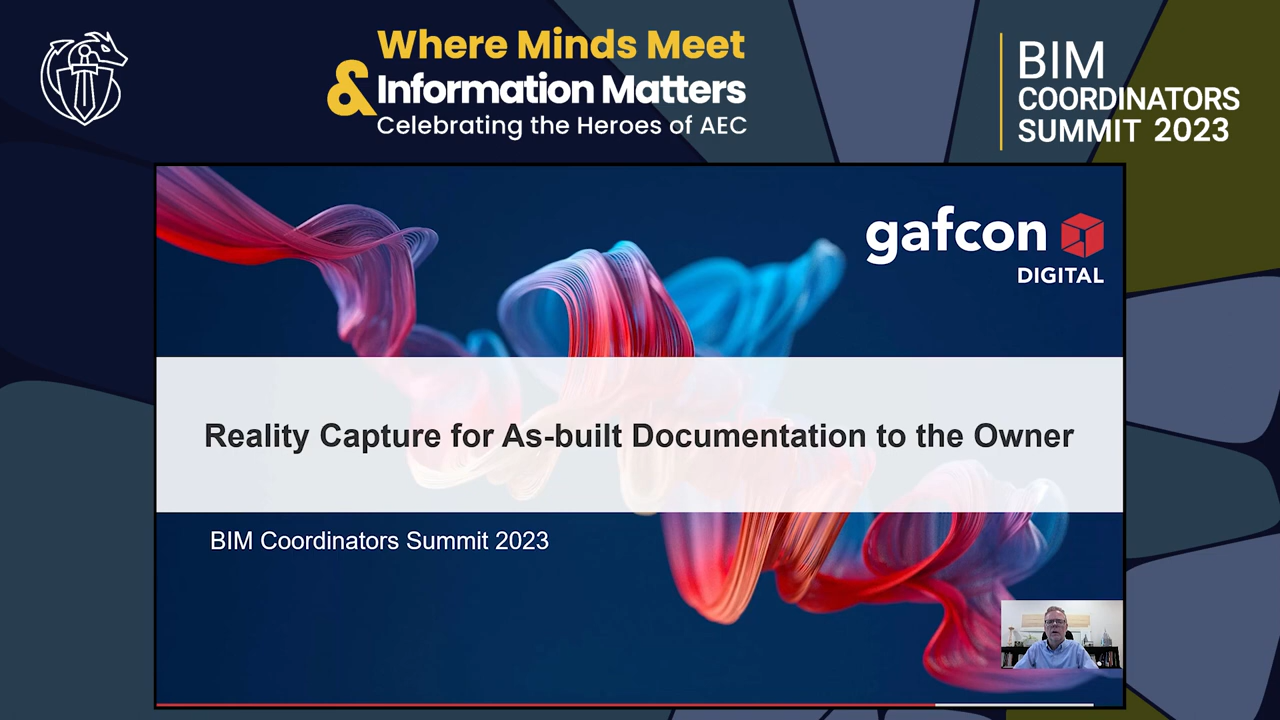 Where Minds Meet
& Information Matters
Celebrating the Heroes of AEC
BIM
COORDINATORS
SUMMIT 2023
gafcon
DIGITAL
Reality Capture for As-built Documentation to the Owner
BIM Coordinators Summit 2023